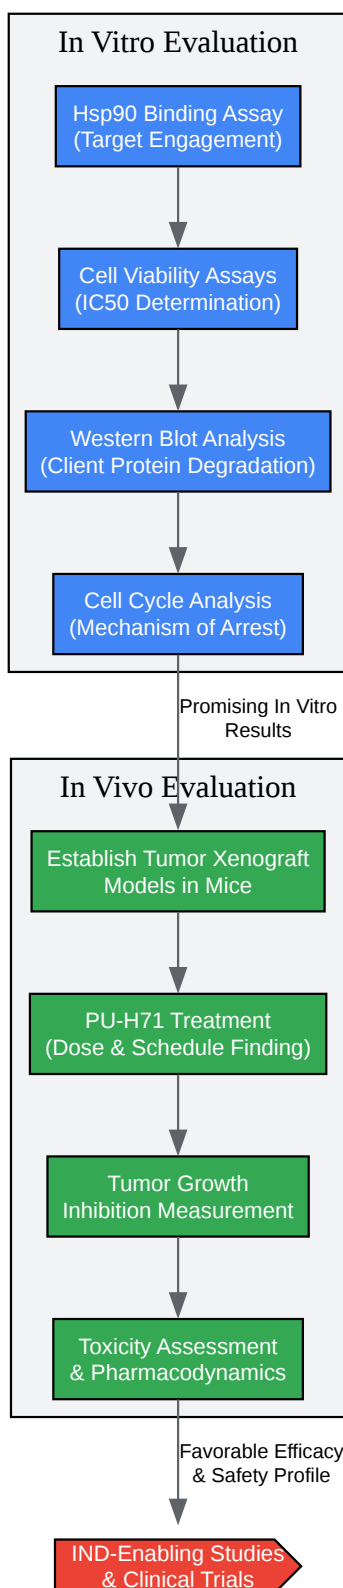 In Vitro Evaluation
Hsp90 Binding Assay
(Target Engagement)
Cell Viability Assays
(IC50 Determination)
Western Blot Analysis
(Client Protein Degradation)
Cell Cycle Analysis
(Mechanism of Arrest)
Promising In Vitro
Results
In Vivo Evaluation
Establish Tumor Xenograft
Models in Mice
PU-H71 Treatment
(Dose & Schedule Finding)
Tumor Growth
Inhibition Measurement
Toxicity Assessment
& Pharmacodynamics
Favorable Efficacy
& Safety Profile
IND-Enabling Studies
& Clinical Trials